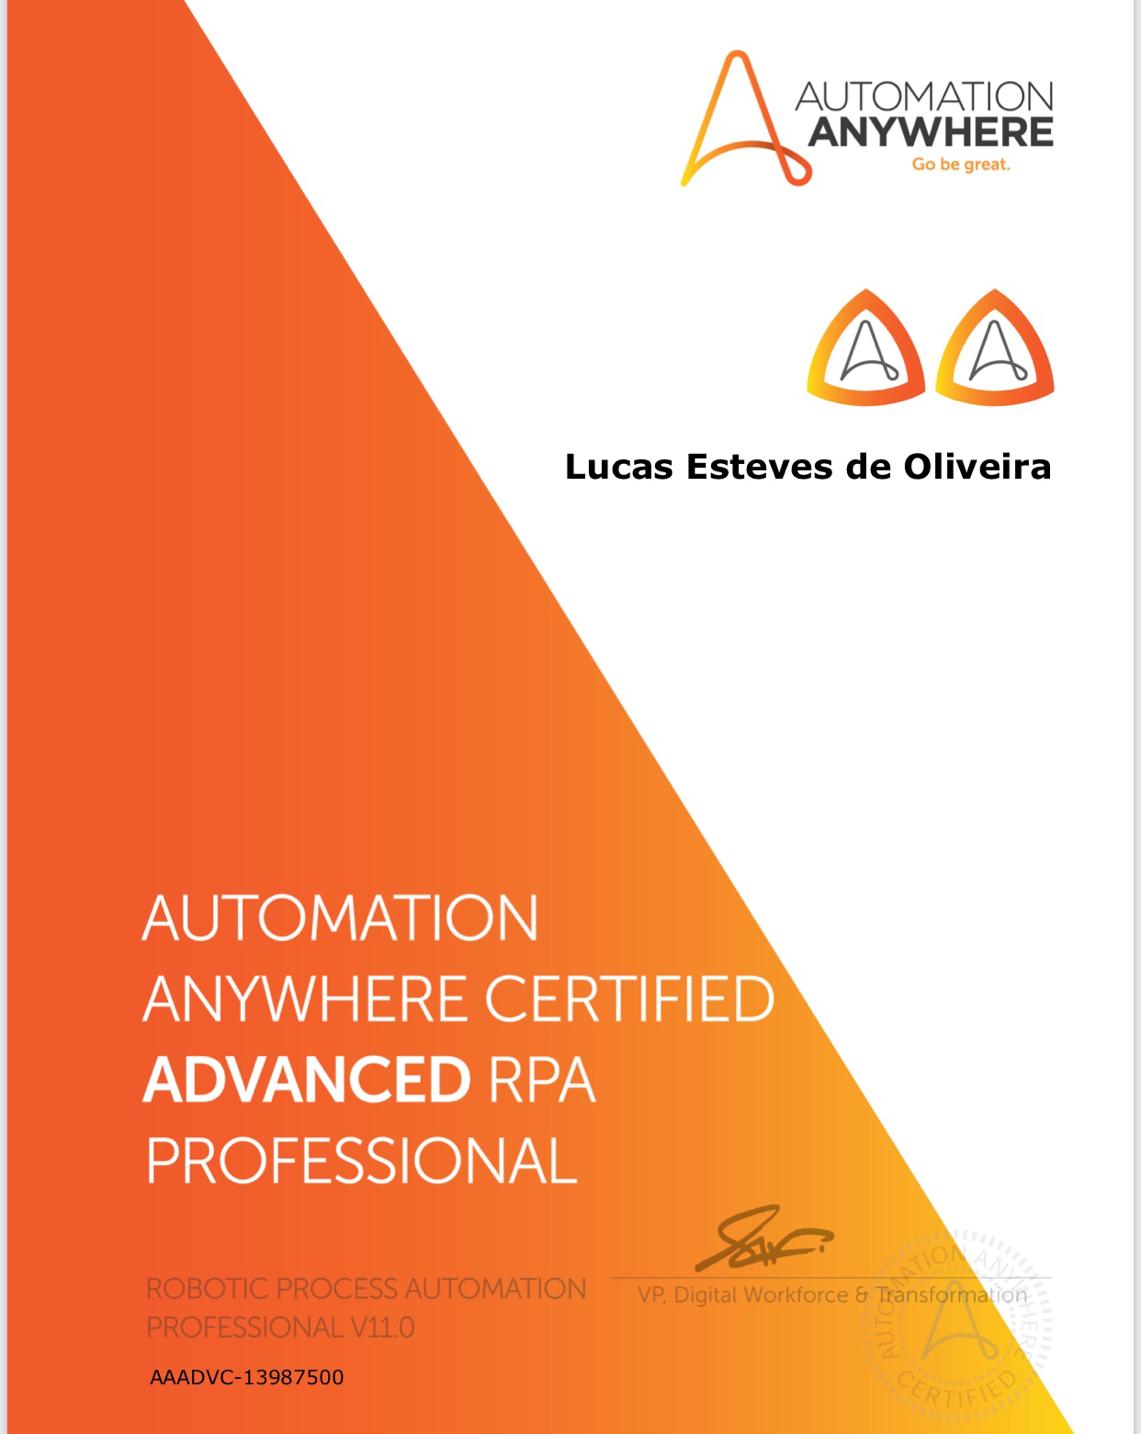 AUTOMATION
ANYWHERE
Go be great.
Lucas Esteves de Oliveira
AUTOMATION
ANYWHERE CERTIFIED
ADVANCED RPA
PROFESSIONAL
ROBOTIC PROCESS AUTOMATION
PROFESSIONAL V11.0
VP, Digital Workforce & Transformation
AAADVC-13987500
AUTOMATION ANYWHERE
CERTIFIED